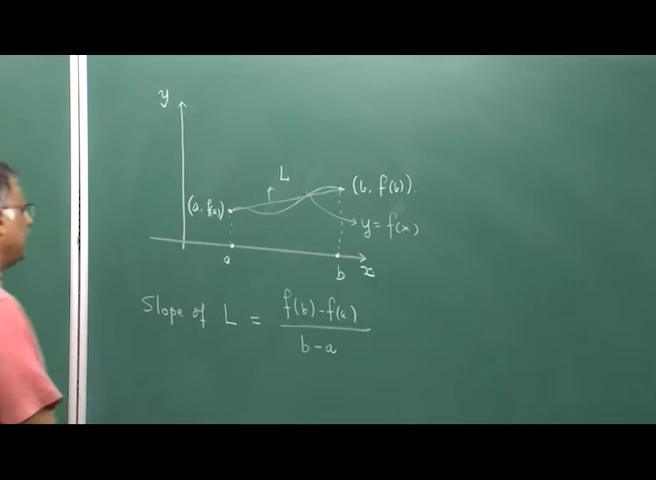 y
L
(b, f(b)).
(a, f(a))
y = f(x)
a
b
x
Slope of L = f(b) - f(a)
b - a